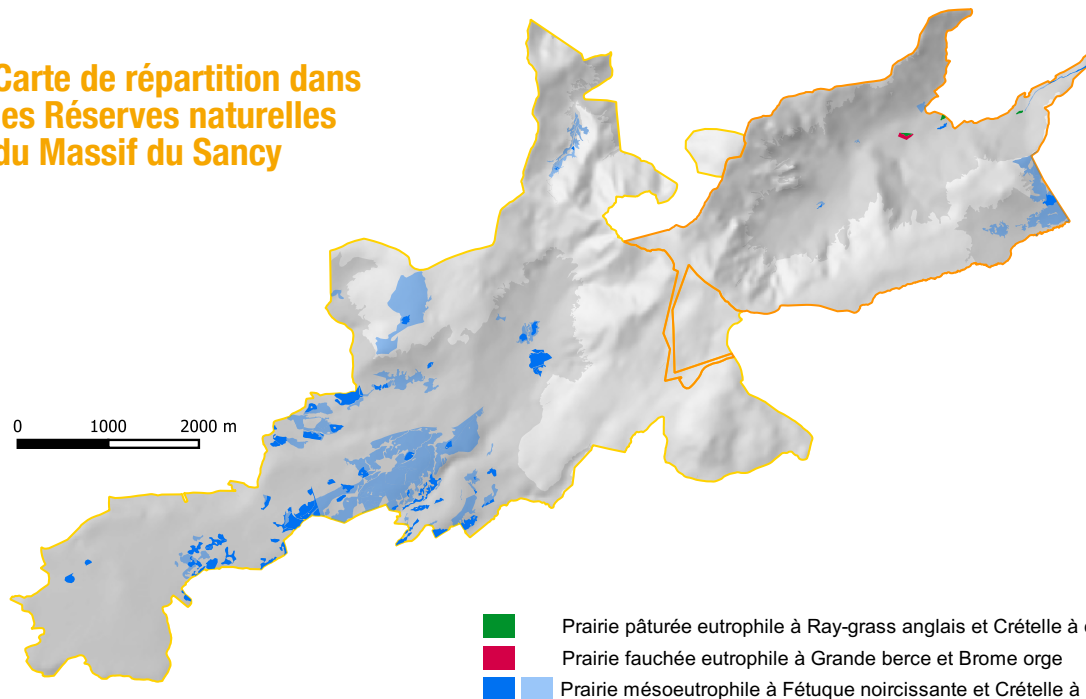 Carte de répartition dans
les Réserves naturelles
du Massif du Sancy
0 1000 2000 m
Prairie pâturée eutrophile à Ray-grass anglais et Crételle à
Prairie fauchée eutrophile à Grande berce et Brome orge
Prairie mésoeutrophile à Fétuque noircissante et Crételle à